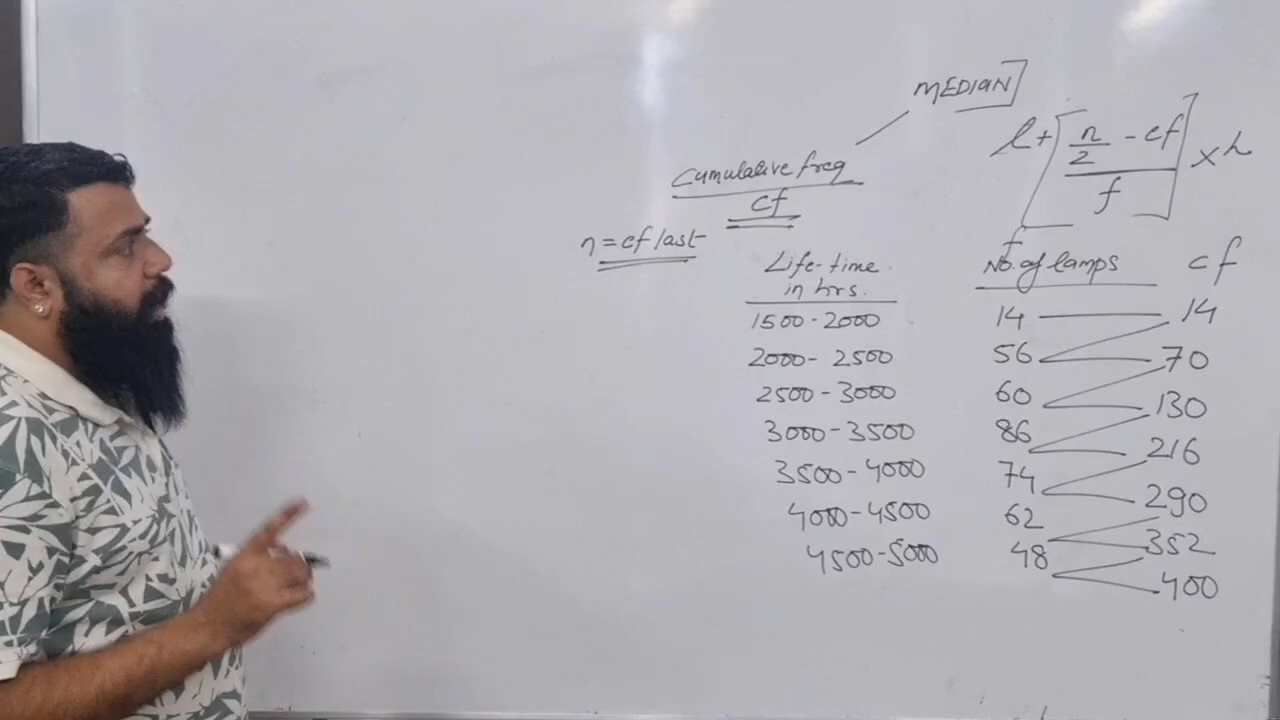 MEDIAN
l + [n/2 - cf / f] x h
Cumulative freq
cf
n = cf last
f
Life-time in hrs. No. of lamps cf
1500-2000 14 14
2000-2500 56 70
2500-3000 60 130
3000-3500 86 216
3500-4000 74 290
4000-4500 62 352
4500-5000 48 400